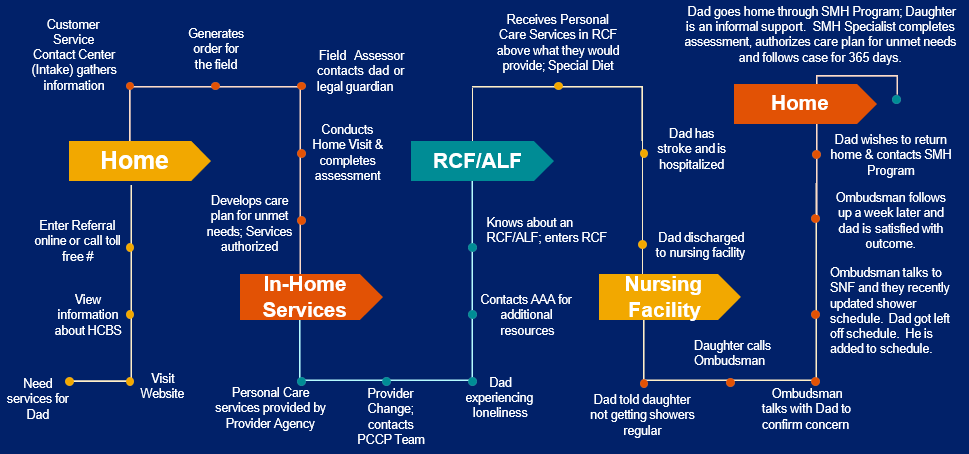 Need
services for
Dad
Visit
Website
View
information
about HCBS
Enter Referral
online or call toll
free #
Home
Customer
Service
Contact Center
(Intake) gathers
information
Generates
order for
the field
Field Assessor
contacts dad or
legal guardian
Conducts
Home Visit &
completes
assessment
Develops care
plan for unmet
needs; Services
authorized
In-Home
Services
Personal Care
services provided by
Provider Agency
Provider
Change;
contacts
PCCP Team
Dad
experiencing
loneliness
Contacts AAA for
additional
resources
Knows about an
RCF/ALF; enters RCF
RCF/ALF
Receives Personal
Care Services in RCF
above what they would
provide; Special Diet
Dad has
stroke and is
hospitalized
Dad discharged
to nursing facility
Nursing
Facility
Dad told daughter
not getting showers
regular
Daughter calls
Ombudsman
Ombudsman
talks with Dad to
confirm concern
Ombudsman talks to
SNF and they recently
updated shower
schedule. Dad got left
off schedule. He is
added to schedule.
Ombudsman follows
up a week later and
dad is satisfied with
outcome.
Dad wishes to return
home & contacts SMH
Program
Home
Dad goes home through SMH Program; Daughter
is an informal support. SMH Specialist completes
assessment, authorizes care plan for unmet needs
and follows case for 365 days.